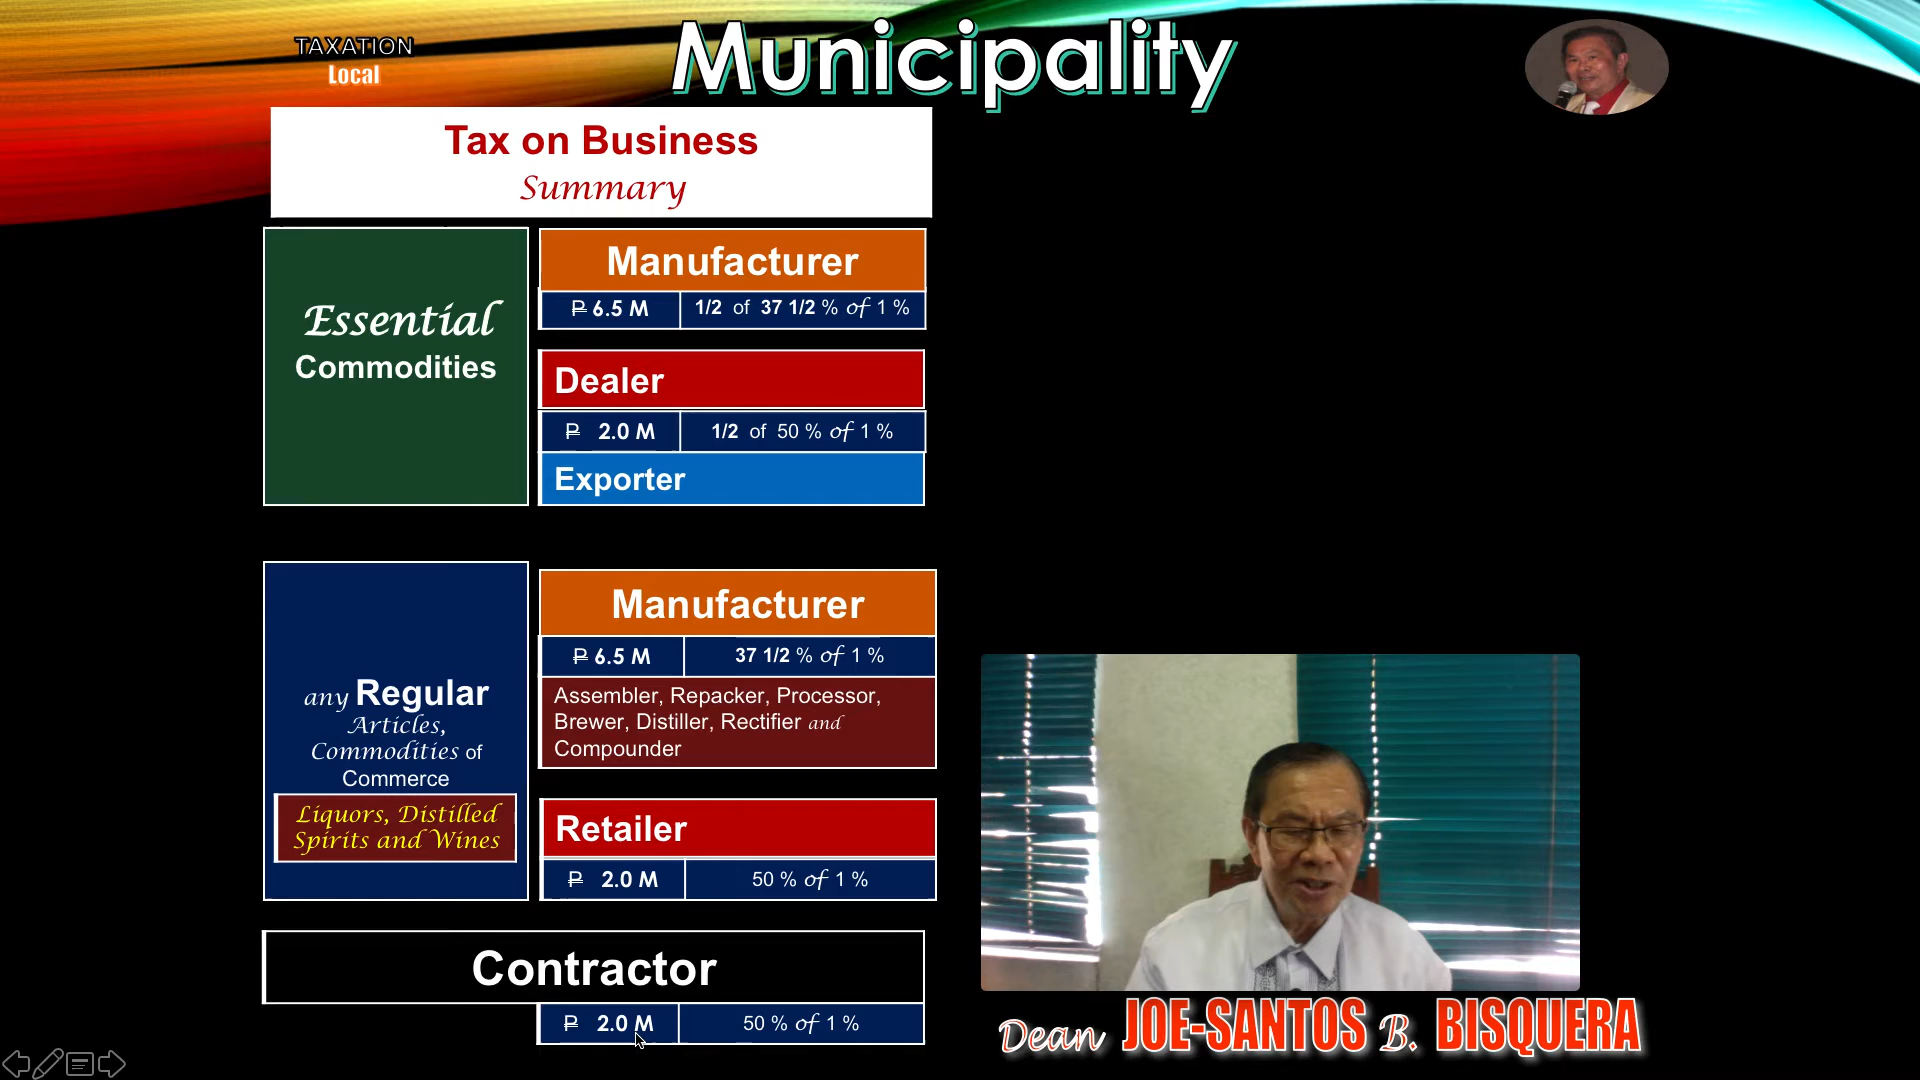 TAXATION
Local
Municipality
Tax on Business
Summary
Essential
Commodities
Manufacturer
₱ 6.5 M 1/2 of 37 1/2 % of 1 %
Dealer
₱ 2.0 M 1/2 of 50 % of 1 %
Exporter
any Regular
Articles,
Commodities of
Commerce
Liquors, Distilled
Spirits and Wines
Manufacturer
₱ 6.5 M 37 1/2 % of 1 %
Assembler, Repacker, Processor,
Brewer, Distiller, Rectifier and
Compounder
Retailer
₱ 2.0 M 50 % of 1 %
Contractor
₱ 2.0 M 50 % of 1 %
Dean JOE-SANTOS B. BISQUERA